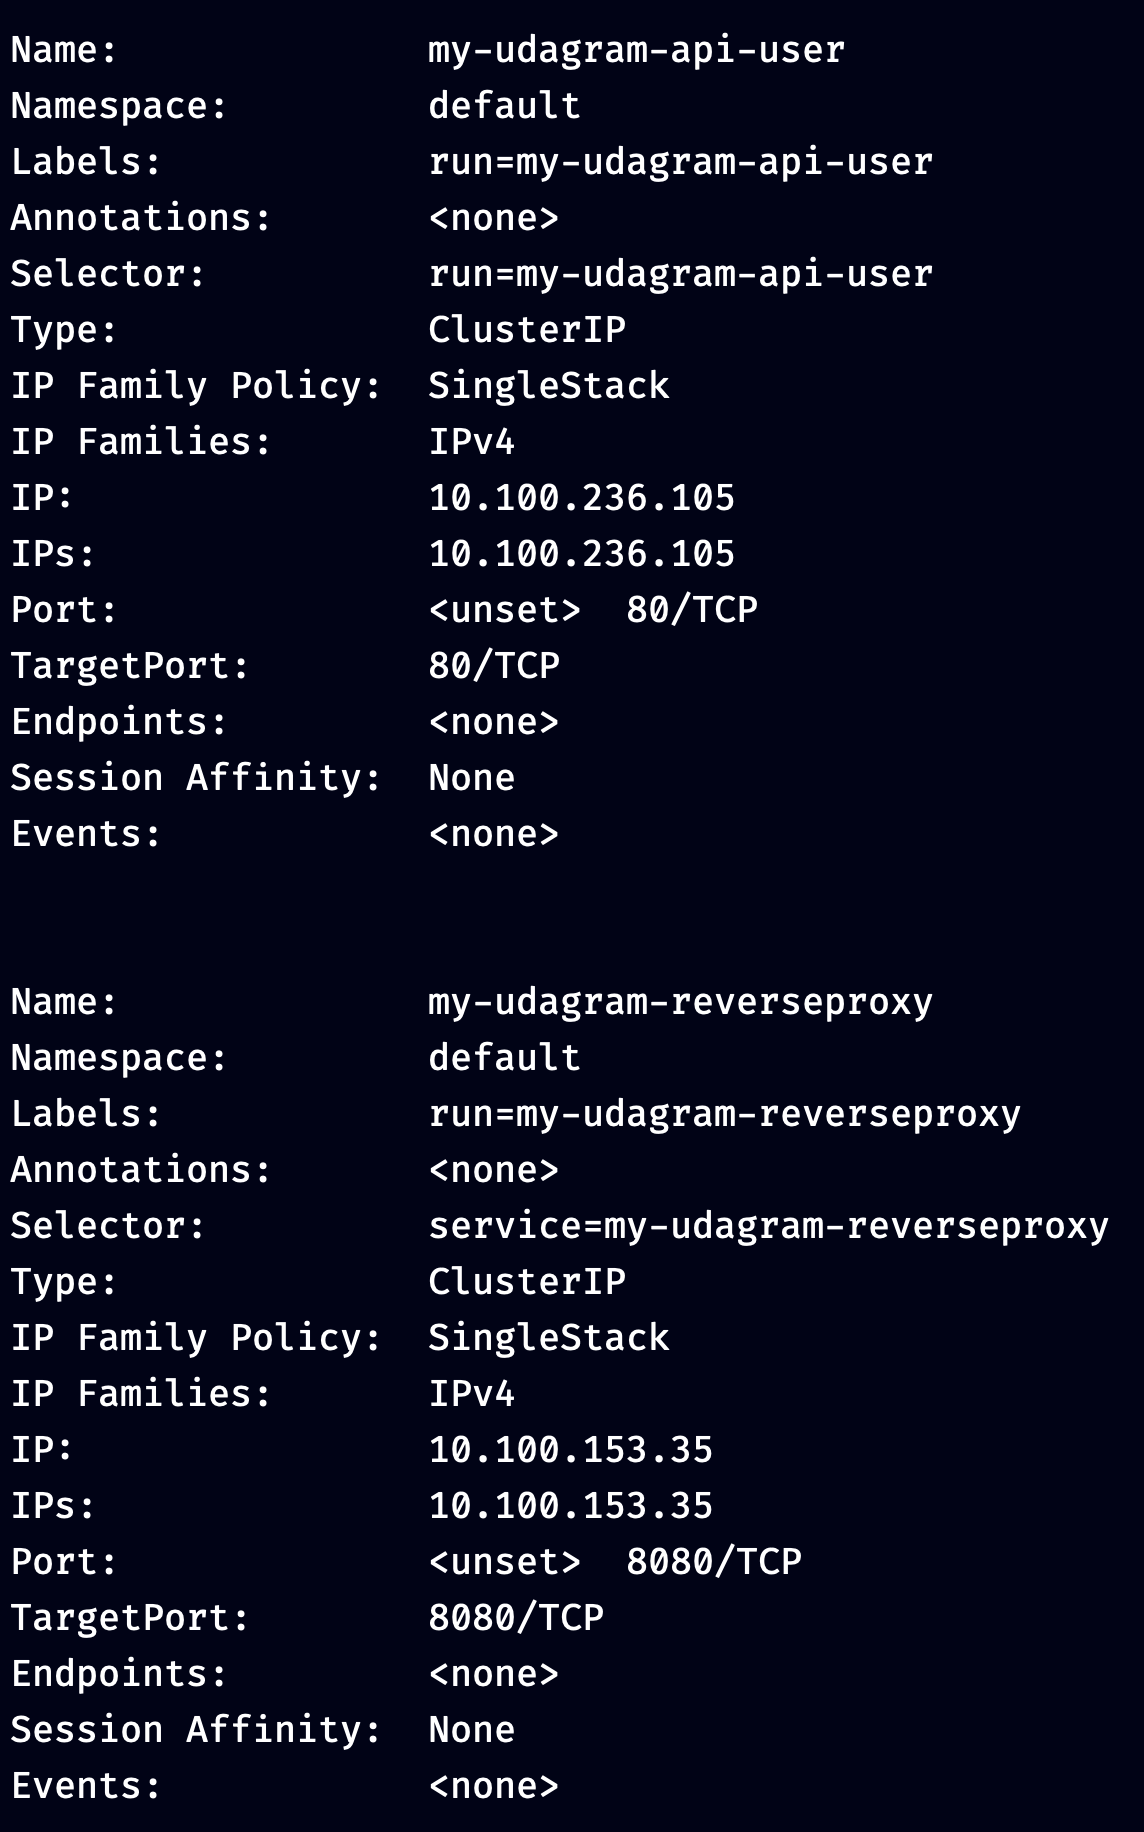 Name:              my-udagram-api-user
Namespace:         default
Labels:            run=my-udagram-api-user
Annotations:       <none>
Selector:          run=my-udagram-api-user
Type:              ClusterIP
IP Family Policy:  SingleStack
IP Families:       IPv4
IP:                10.100.236.105
IPs:               10.100.236.105
Port:              <unset>  80/TCP
TargetPort:        80/TCP
Endpoints:         <none>
Session Affinity:  None
Events:            <none>
Name:              my-udagram-reverseproxy
Namespace:         default
Labels:            run=my-udagram-reverseproxy
Annotations:       <none>
Selector:          service=my-udagram-reverseproxy
Type:              ClusterIP
IP Family Policy:  SingleStack
IP Families:       IPv4
IP:                10.100.153.35
IPs:               10.100.153.35
Port:              <unset>  8080/TCP
TargetPort:        8080/TCP
Endpoints:         <none>
Session Affinity:  None
Events:            <none>